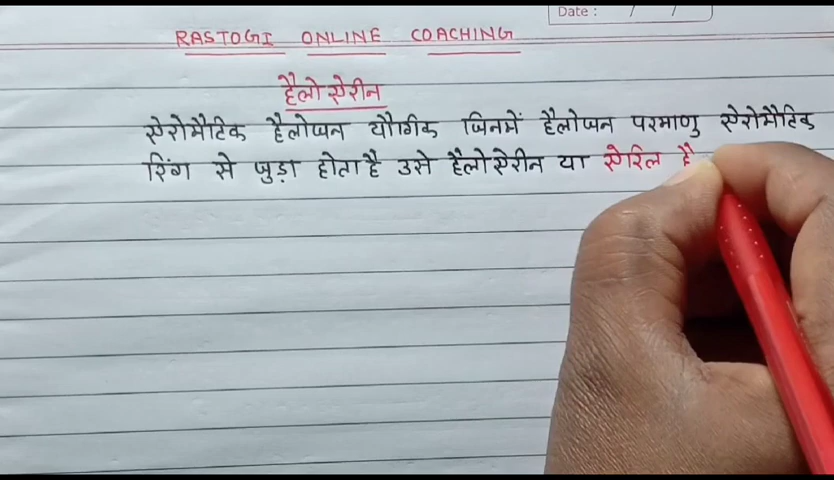 Date : / /
RASTOGI ONLINE COACHING
हैलोऐरीन
ऐरोमैटिक हैलोजन यौगिक जिनमें हैलोजन परमाणु ऐरोमैटिक
रिंग से जुड़ा होता है उसे हैलोऐरीन या ऐरिल है